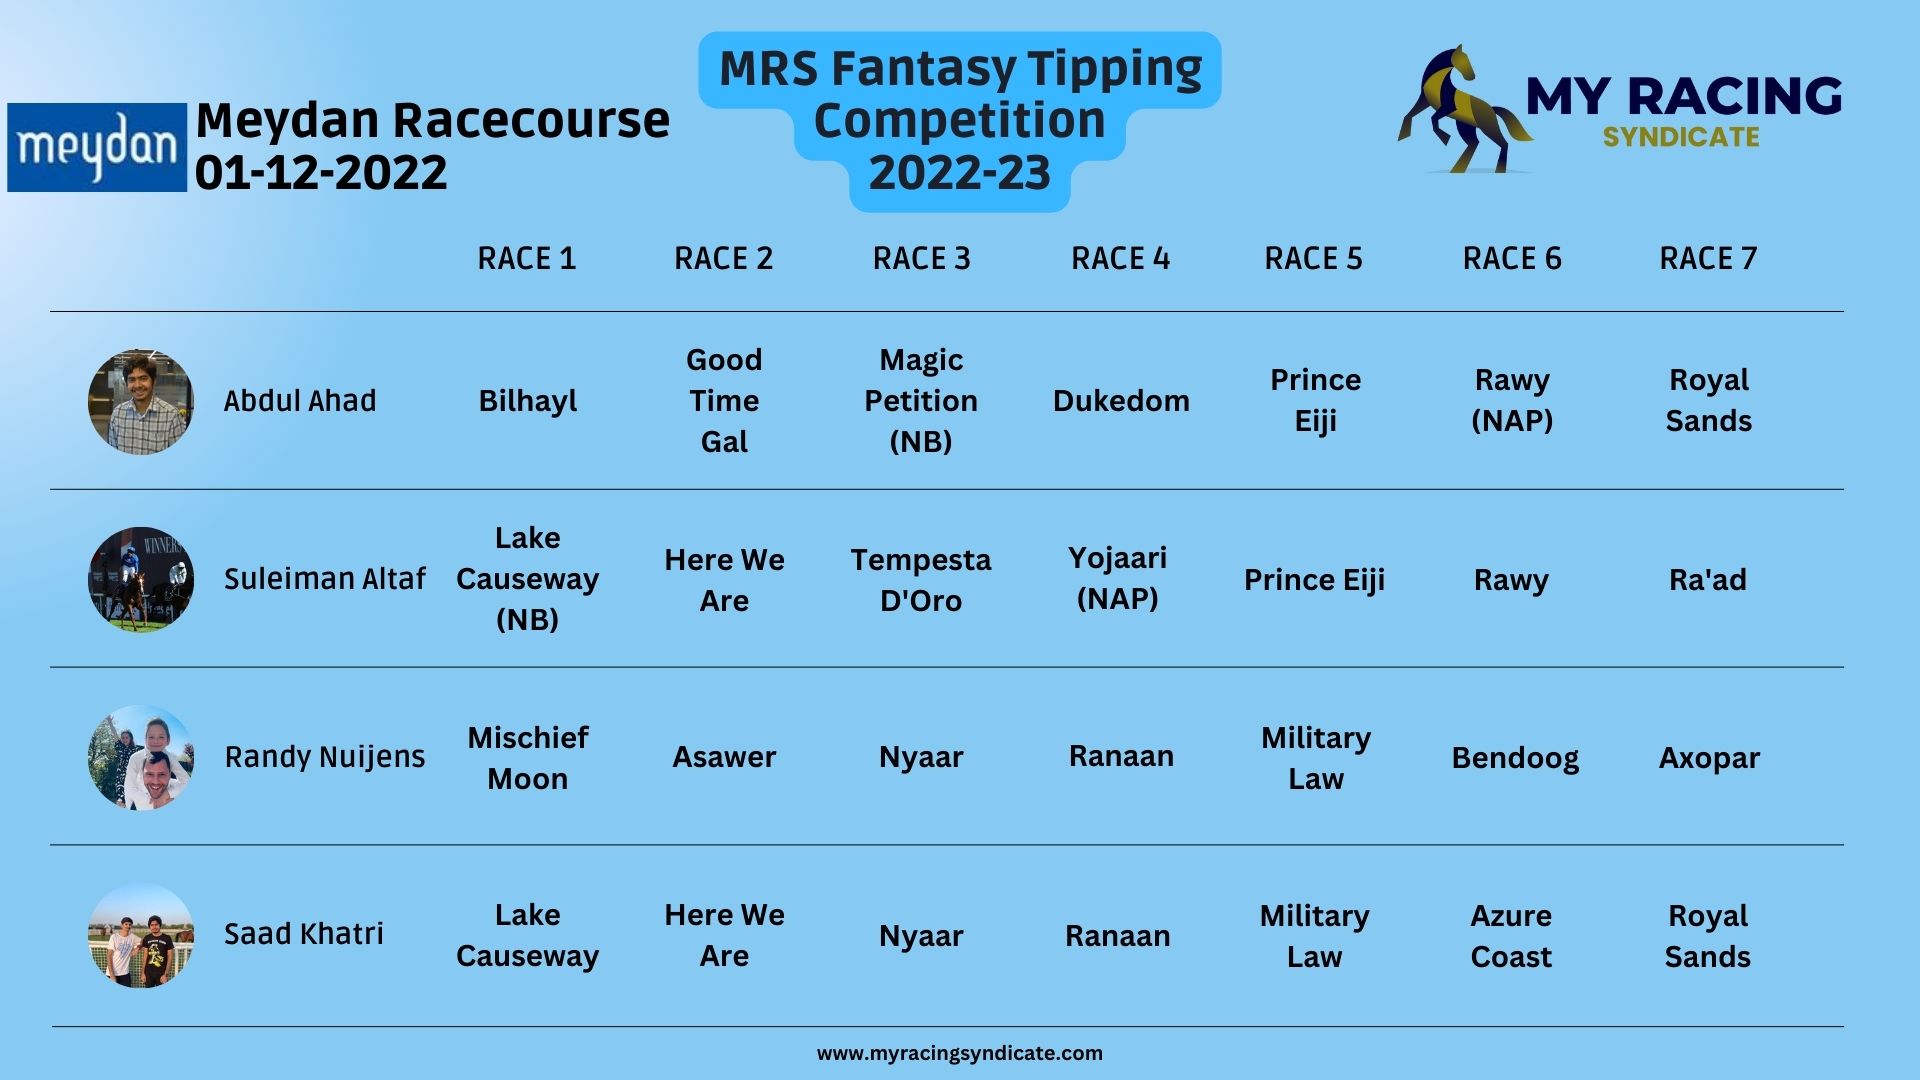 MRS Fantasy Tipping
Competition
2022-23
meydan
Meydan Racecourse
01-12-2022
MY RACING
SYNDICATE
RACE 1 RACE 2 RACE 3 RACE 4 RACE 5 RACE 6 RACE 7
Abdul Ahad
Bilhayl
Good
Time
Gal
Magic
Petition
(NB)
Dukedom
Prince
Eiji
Rawy
(NAP)
Royal
Sands
WINNERS
Suleiman Altaf
Lake
Causeway
(NB)
Here We
Are
Tempesta
D'Oro
Yojaari
(NAP)
Prince Eiji
Rawy
Ra'ad
Randy Nuijens
Mischief
Moon
Asawer
Nyaar
Ranaan
Military
Law
Bendoog
Axopar
Saad Khatri
Lake
Causeway
Here We
Are
Nyaar
Ranaan
Military
Law
Azure
Coast
Royal
Sands
www.myracingsyndicate.com